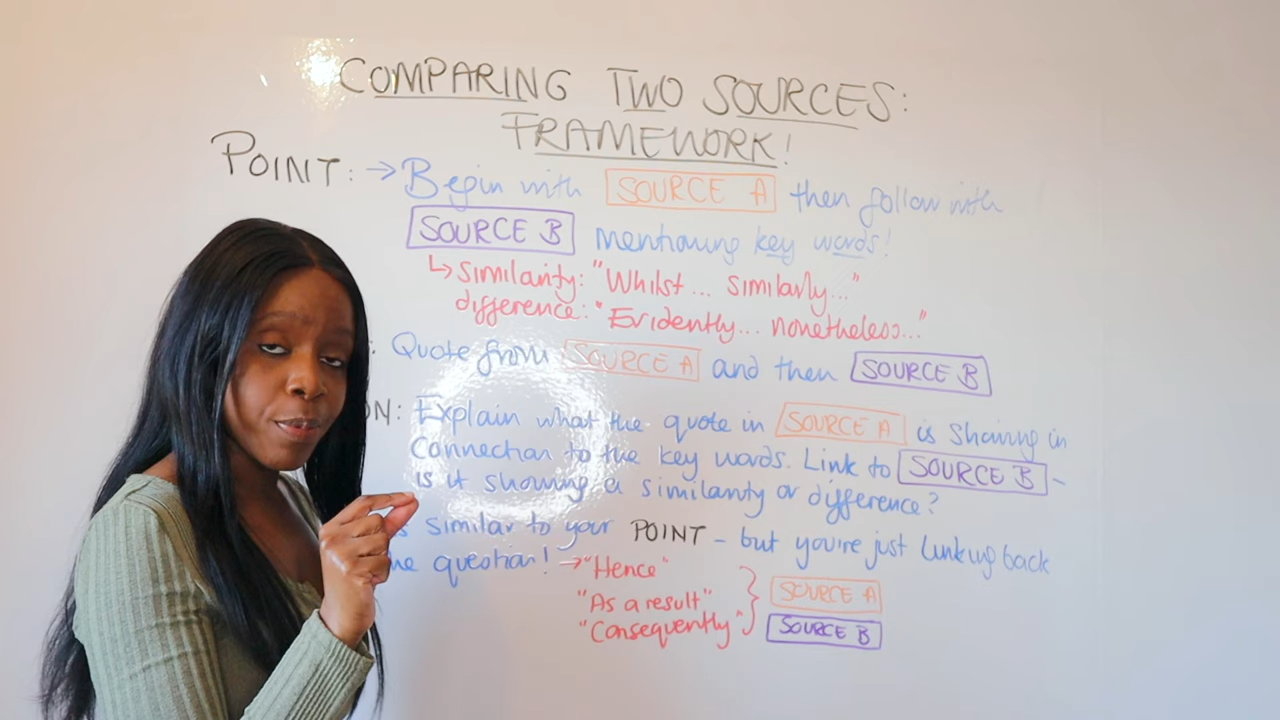 COMPARING TWO SOURCES:
FRAMEWORK!
POINT: → Begin with SOURCE A then follow with
SOURCE B mentioning key words!
↳ Similarity: "Whilst ... similarly..."
difference: "Evidently... nonetheless..."
: Quote from SOURCE A and then SOURCE B
ON: Explain what the quote in SOURCE A is showing in
Connection to the key words. Link to SOURCE B –
is it showing a similarity or difference?
similar to your POINT – but you're just linking back
question! → "Hence"
"As a result" } SOURCE A
"Consequently" SOURCE B